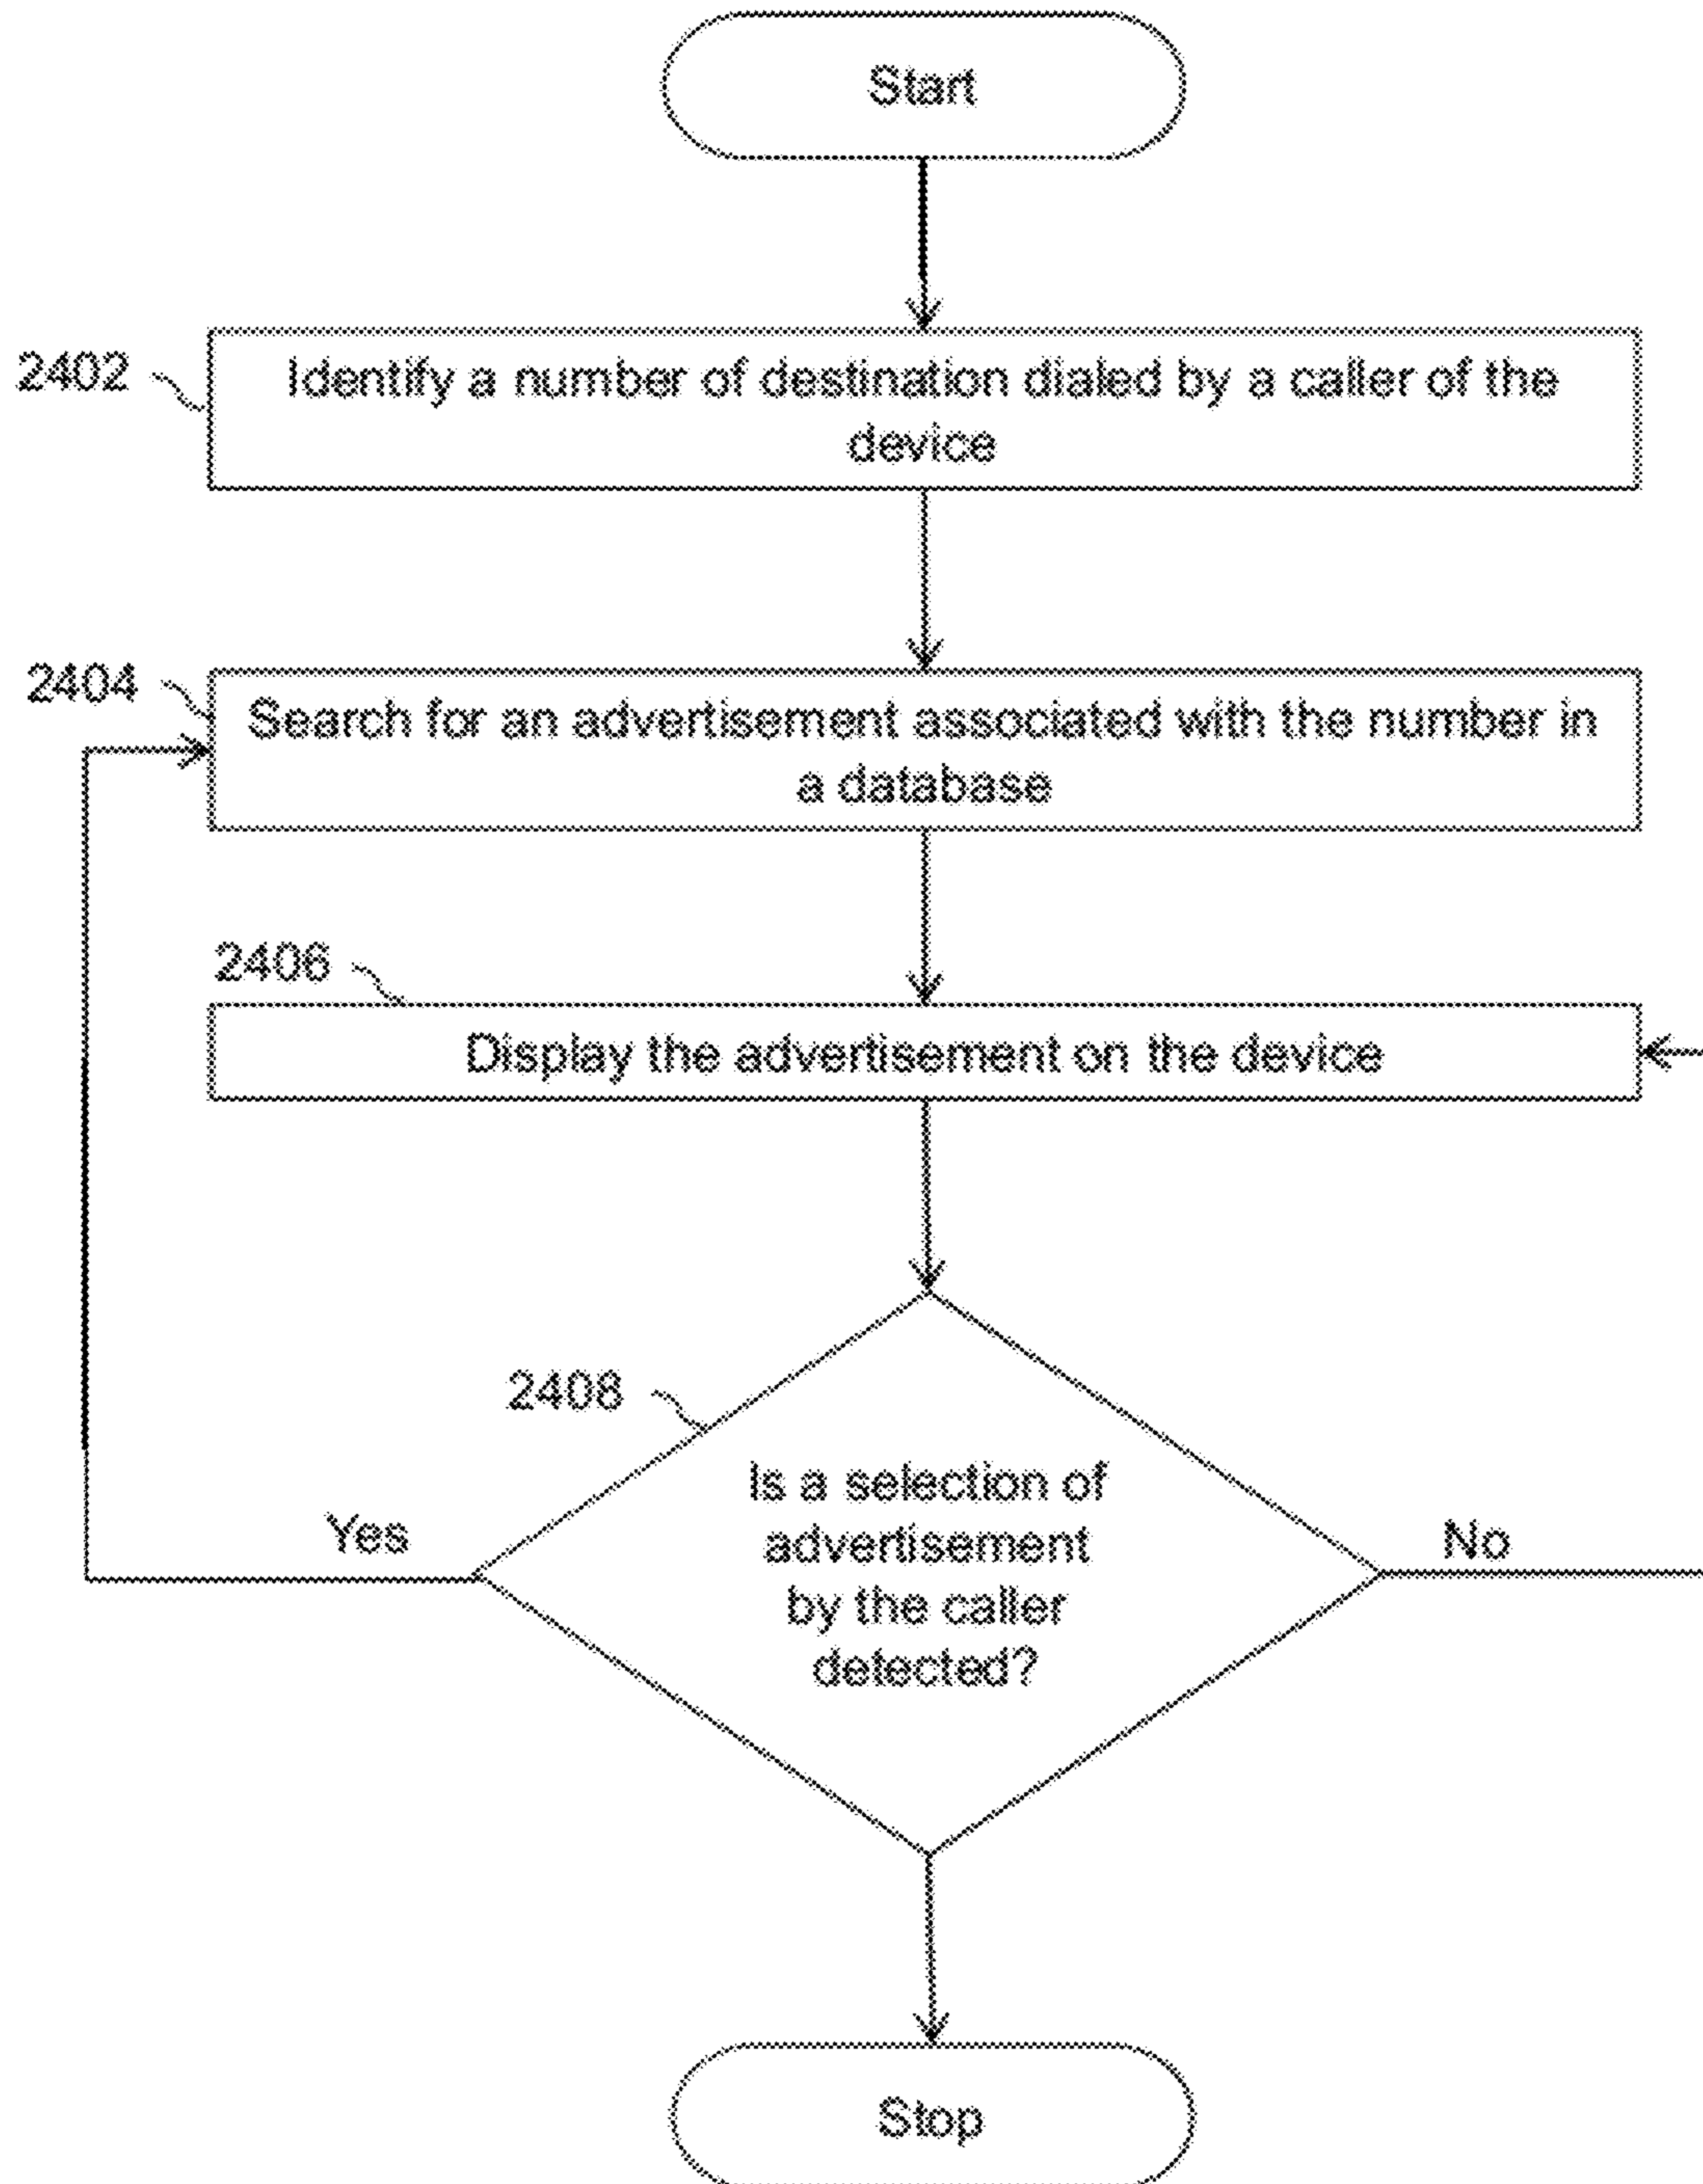 Start
2402
Identify a number of destination dialed by a caller of the
device
2404
Search for an advertisement associated with the number in
a database
2406
Display the advertisement on the device
2408
Is a selection of
advertisement
by the caller
detected?
Yes
No
Stop